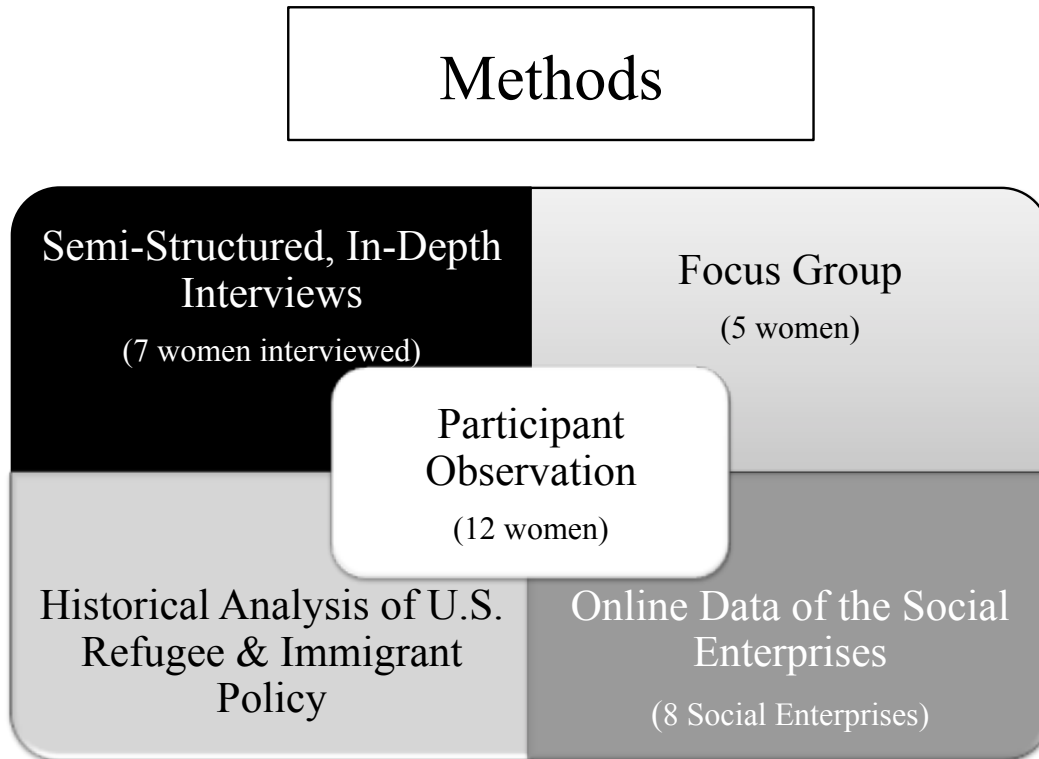 Methods
Semi-Structured, In-Depth
Interviews
(7 women interviewed)
Focus Group
(5 women)
Participant
Observation
(12 women)
Historical Analysis of U.S.
Refugee & Immigrant
Policy
Online Data of the Social
Enterprises
(8 Social Enterprises)